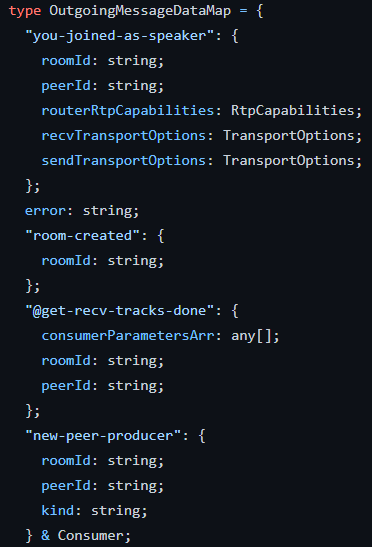 type OutgoingMessageDataMap = {
  "you-joined-as-speaker": {
    roomId: string;
    peerId: string;
    routerRtpCapabilities: RtpCapabilities;
    recvTransportOptions: TransportOptions;
    sendTransportOptions: TransportOptions;
  };
  error: string;
  "room-created": {
    roomId: string;
  };
  "@get-recv-tracks-done": {
    consumerParametersArr: any[];
    roomId: string;
    peerId: string;
  };
  "new-peer-producer": {
    roomId: string;
    peerId: string;
    kind: string;
  } & Consumer;